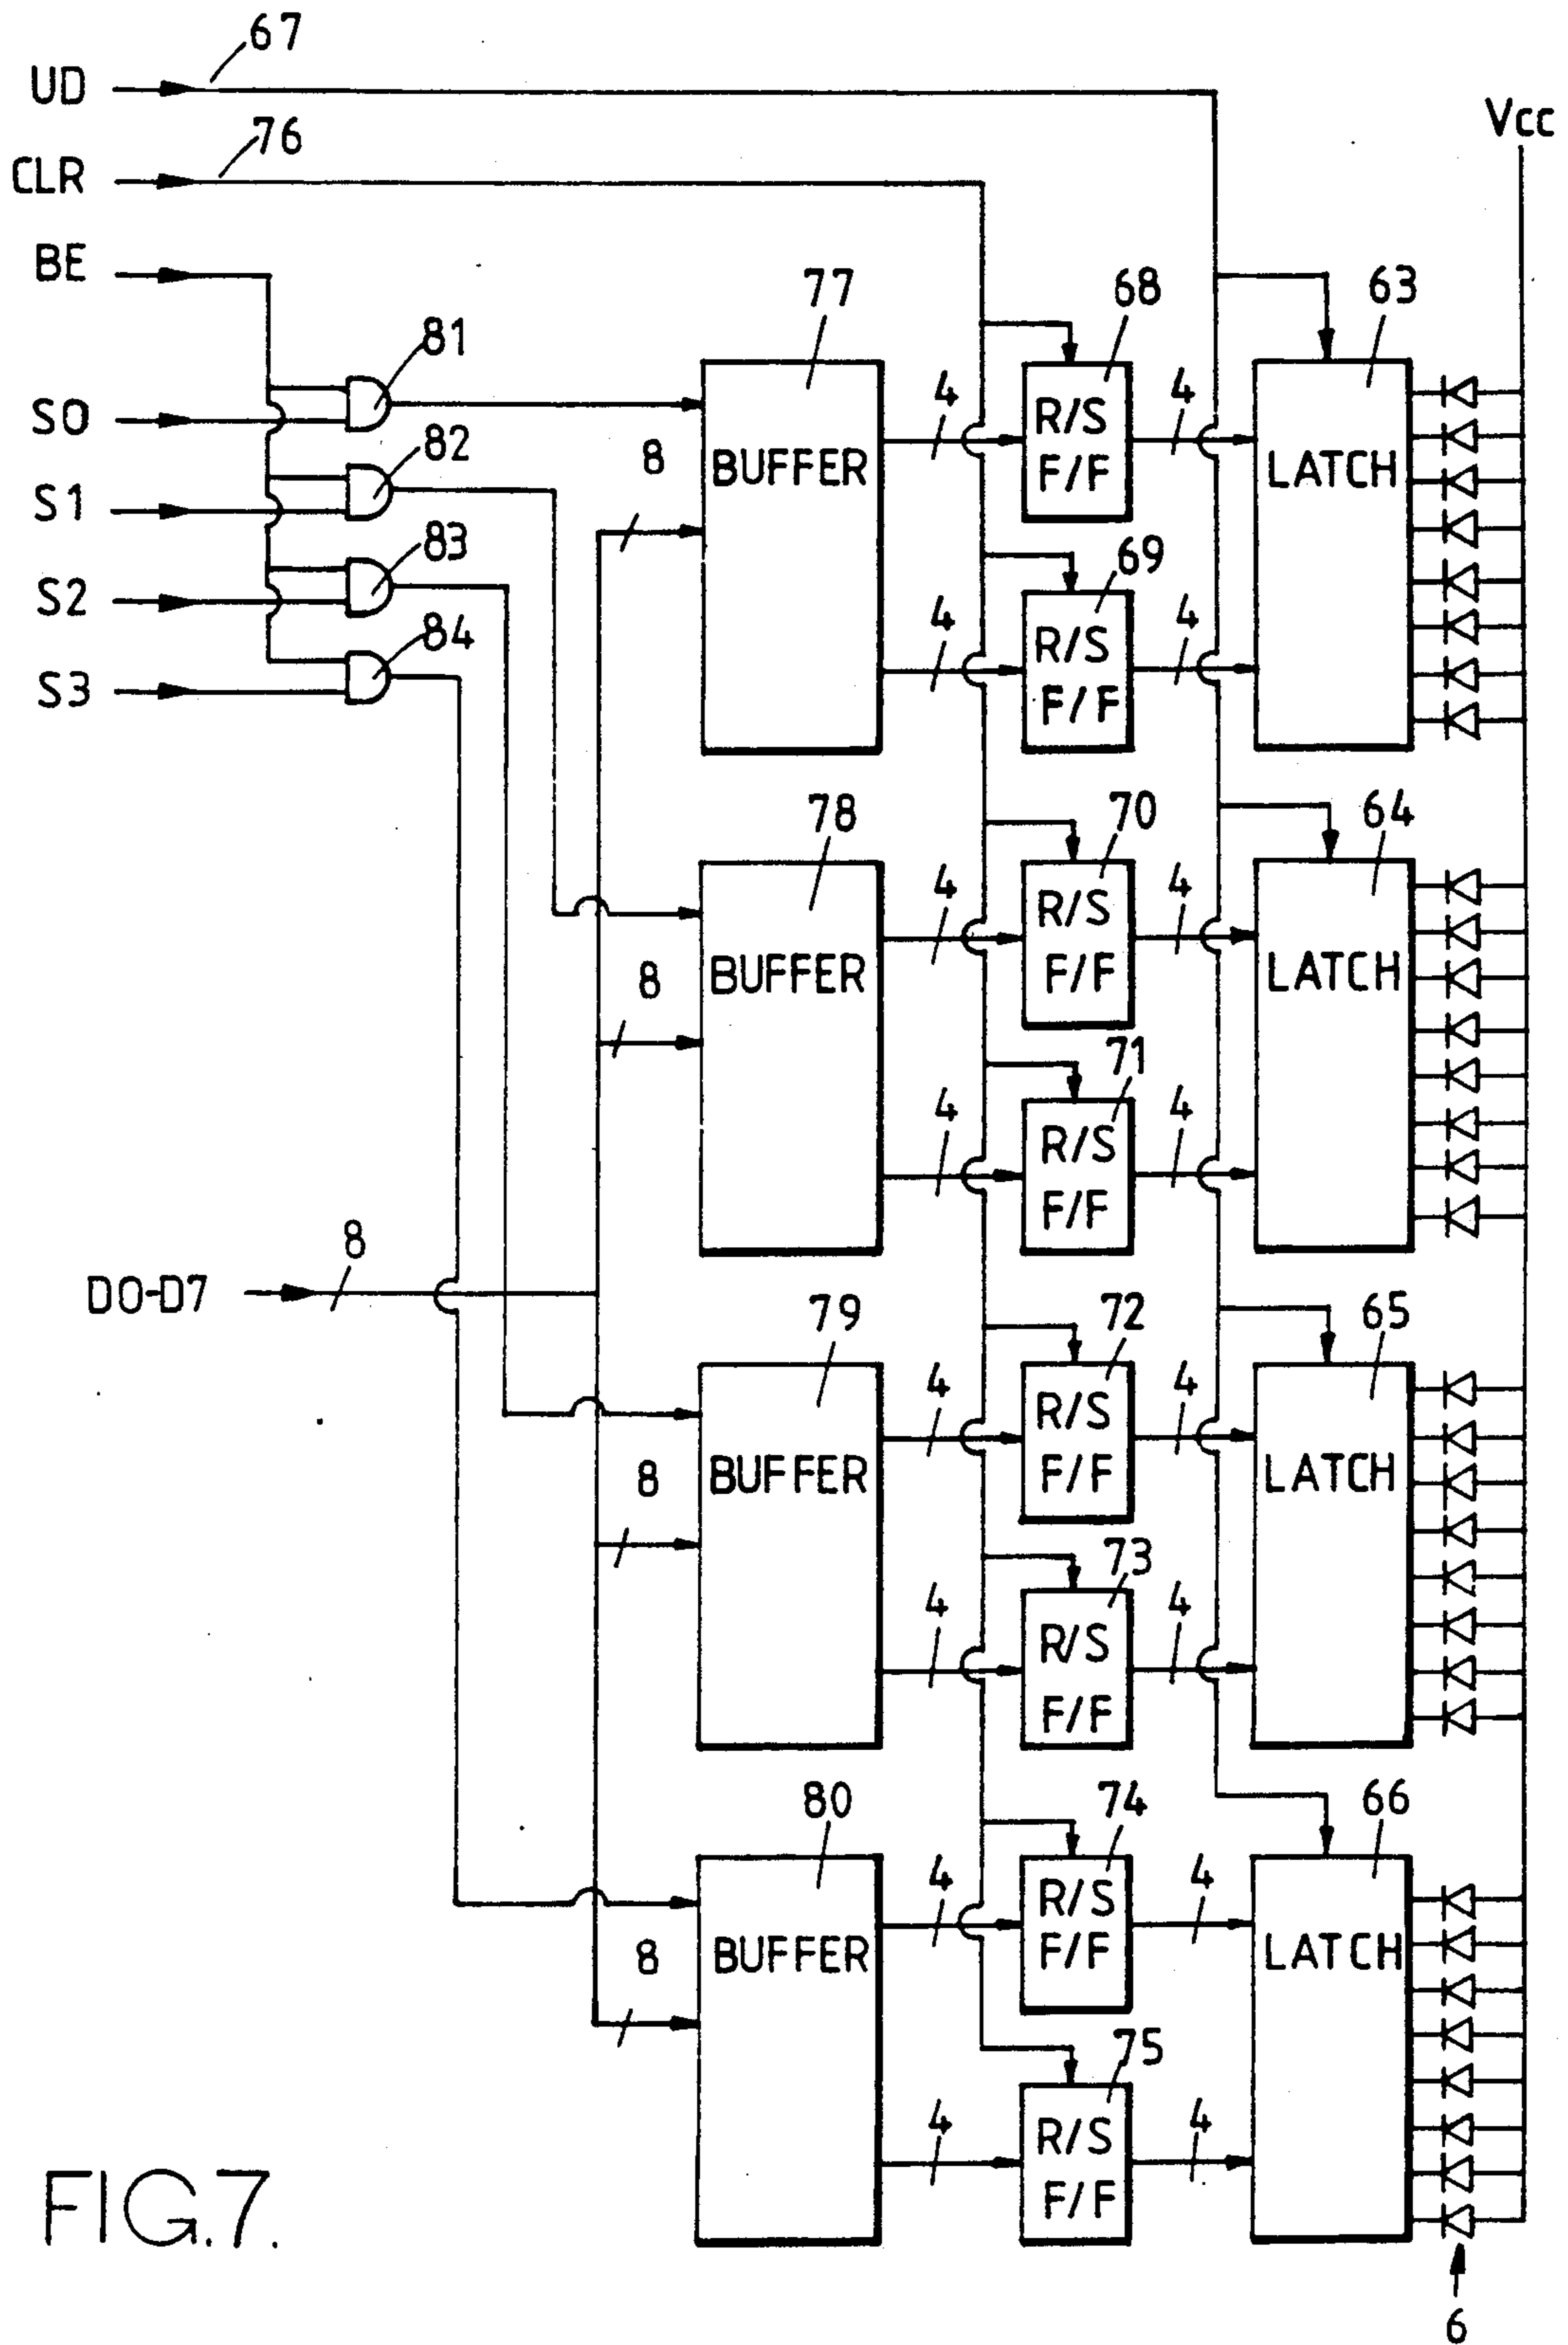 67
UD
Vcc
76
CLR
BE
77
68
63
81
S0
4
4
R/S
F/F
82
8
BUFFER
LATCH
S1
83
69
S2
84
4
4
R/S
F/F
S3
78
70
64
4
4
R/S
F/F
8
BUFFER
LATCH
71
4
4
R/S
F/F
8
D0-D7
79
72
65
4
4
R/S
F/F
8
BUFFER
LATCH
73
4
4
R/S
F/F
80
74
66
4
4
R/S
F/F
8
BUFFER
LATCH
75
4
4
R/S
F/F
FIG.7.
6